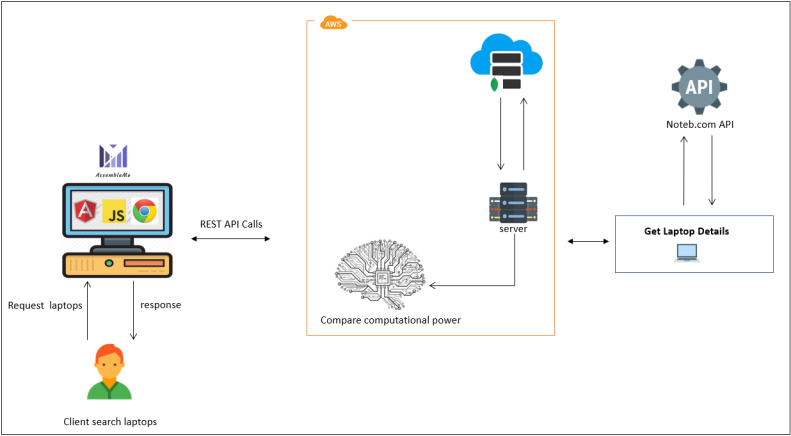 AWS
API
Noteb.com API
AssembleMe
JS
REST API Calls
server
Get Laptop Details
Compare computational power
Request laptops
response
Client search laptops